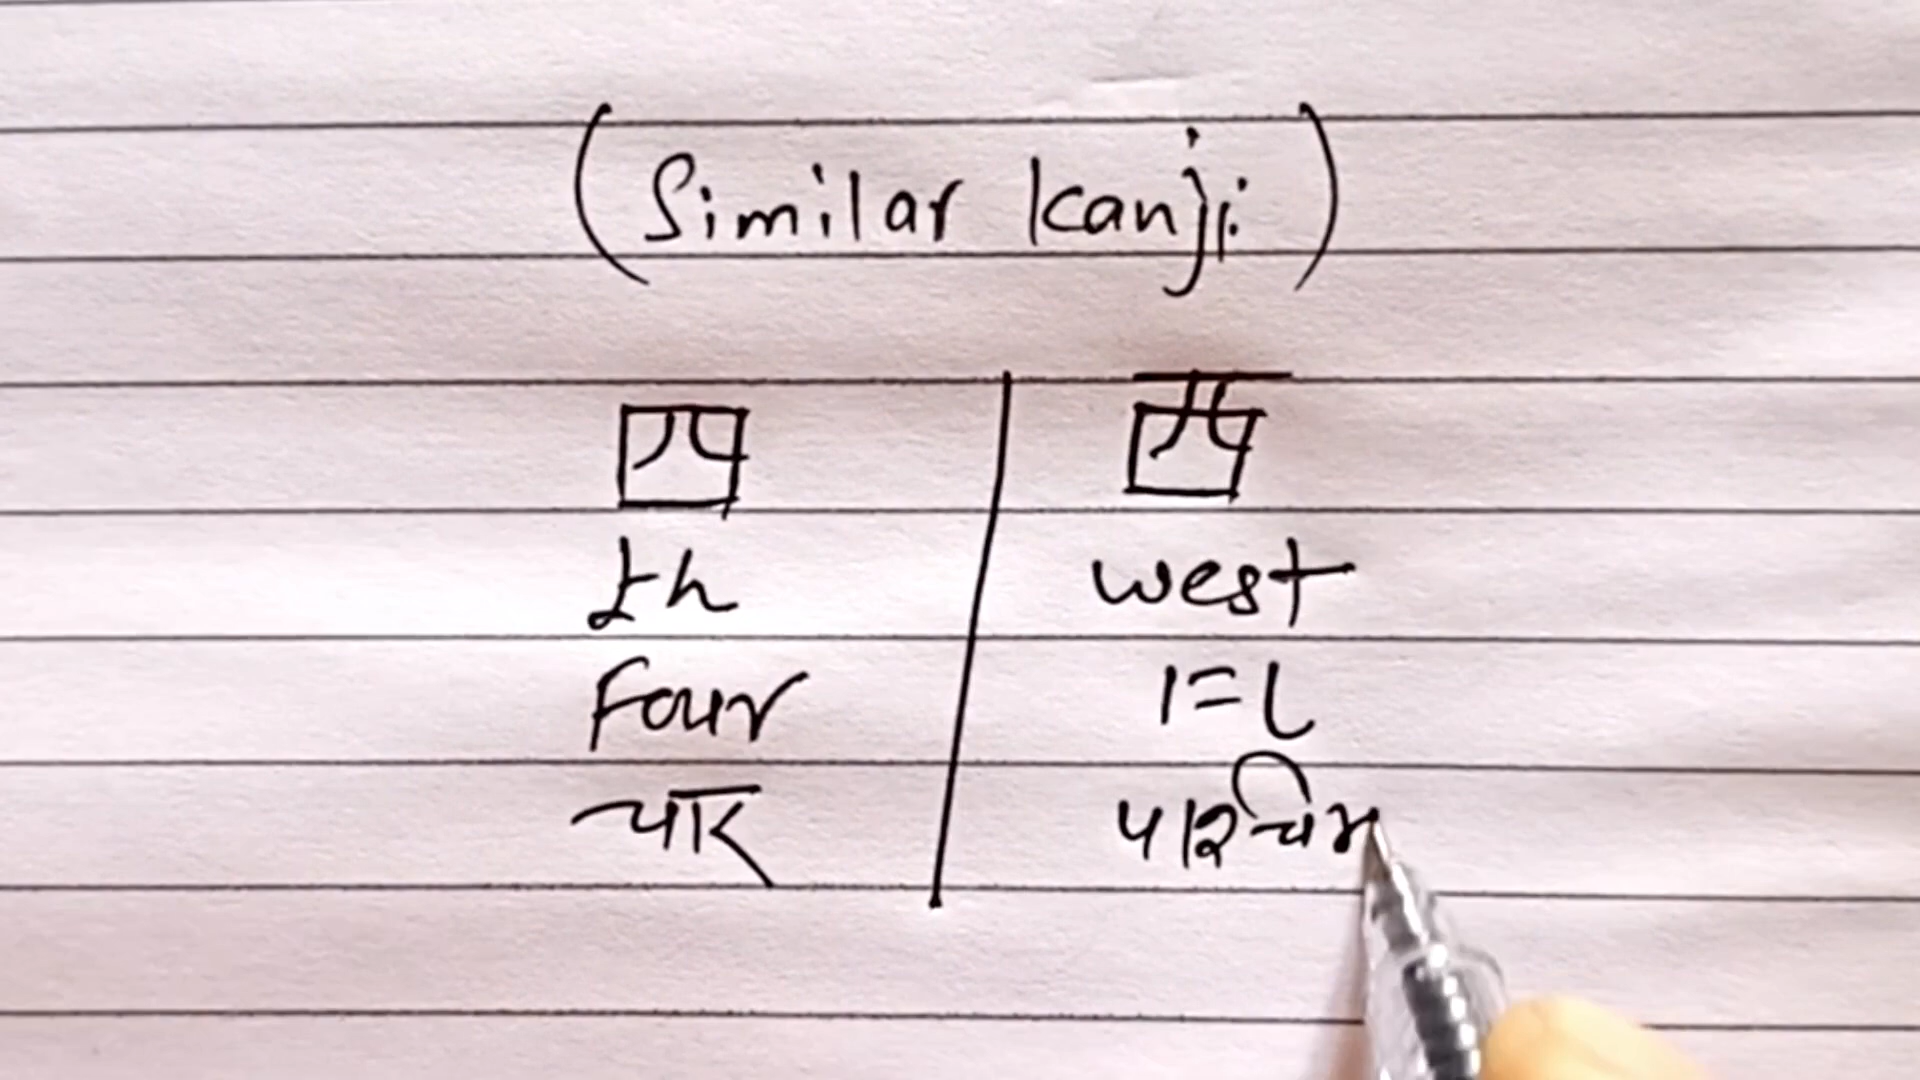 (Similar Kanji)
四
よん
Four
चार
西
west
にし
पश्चिम